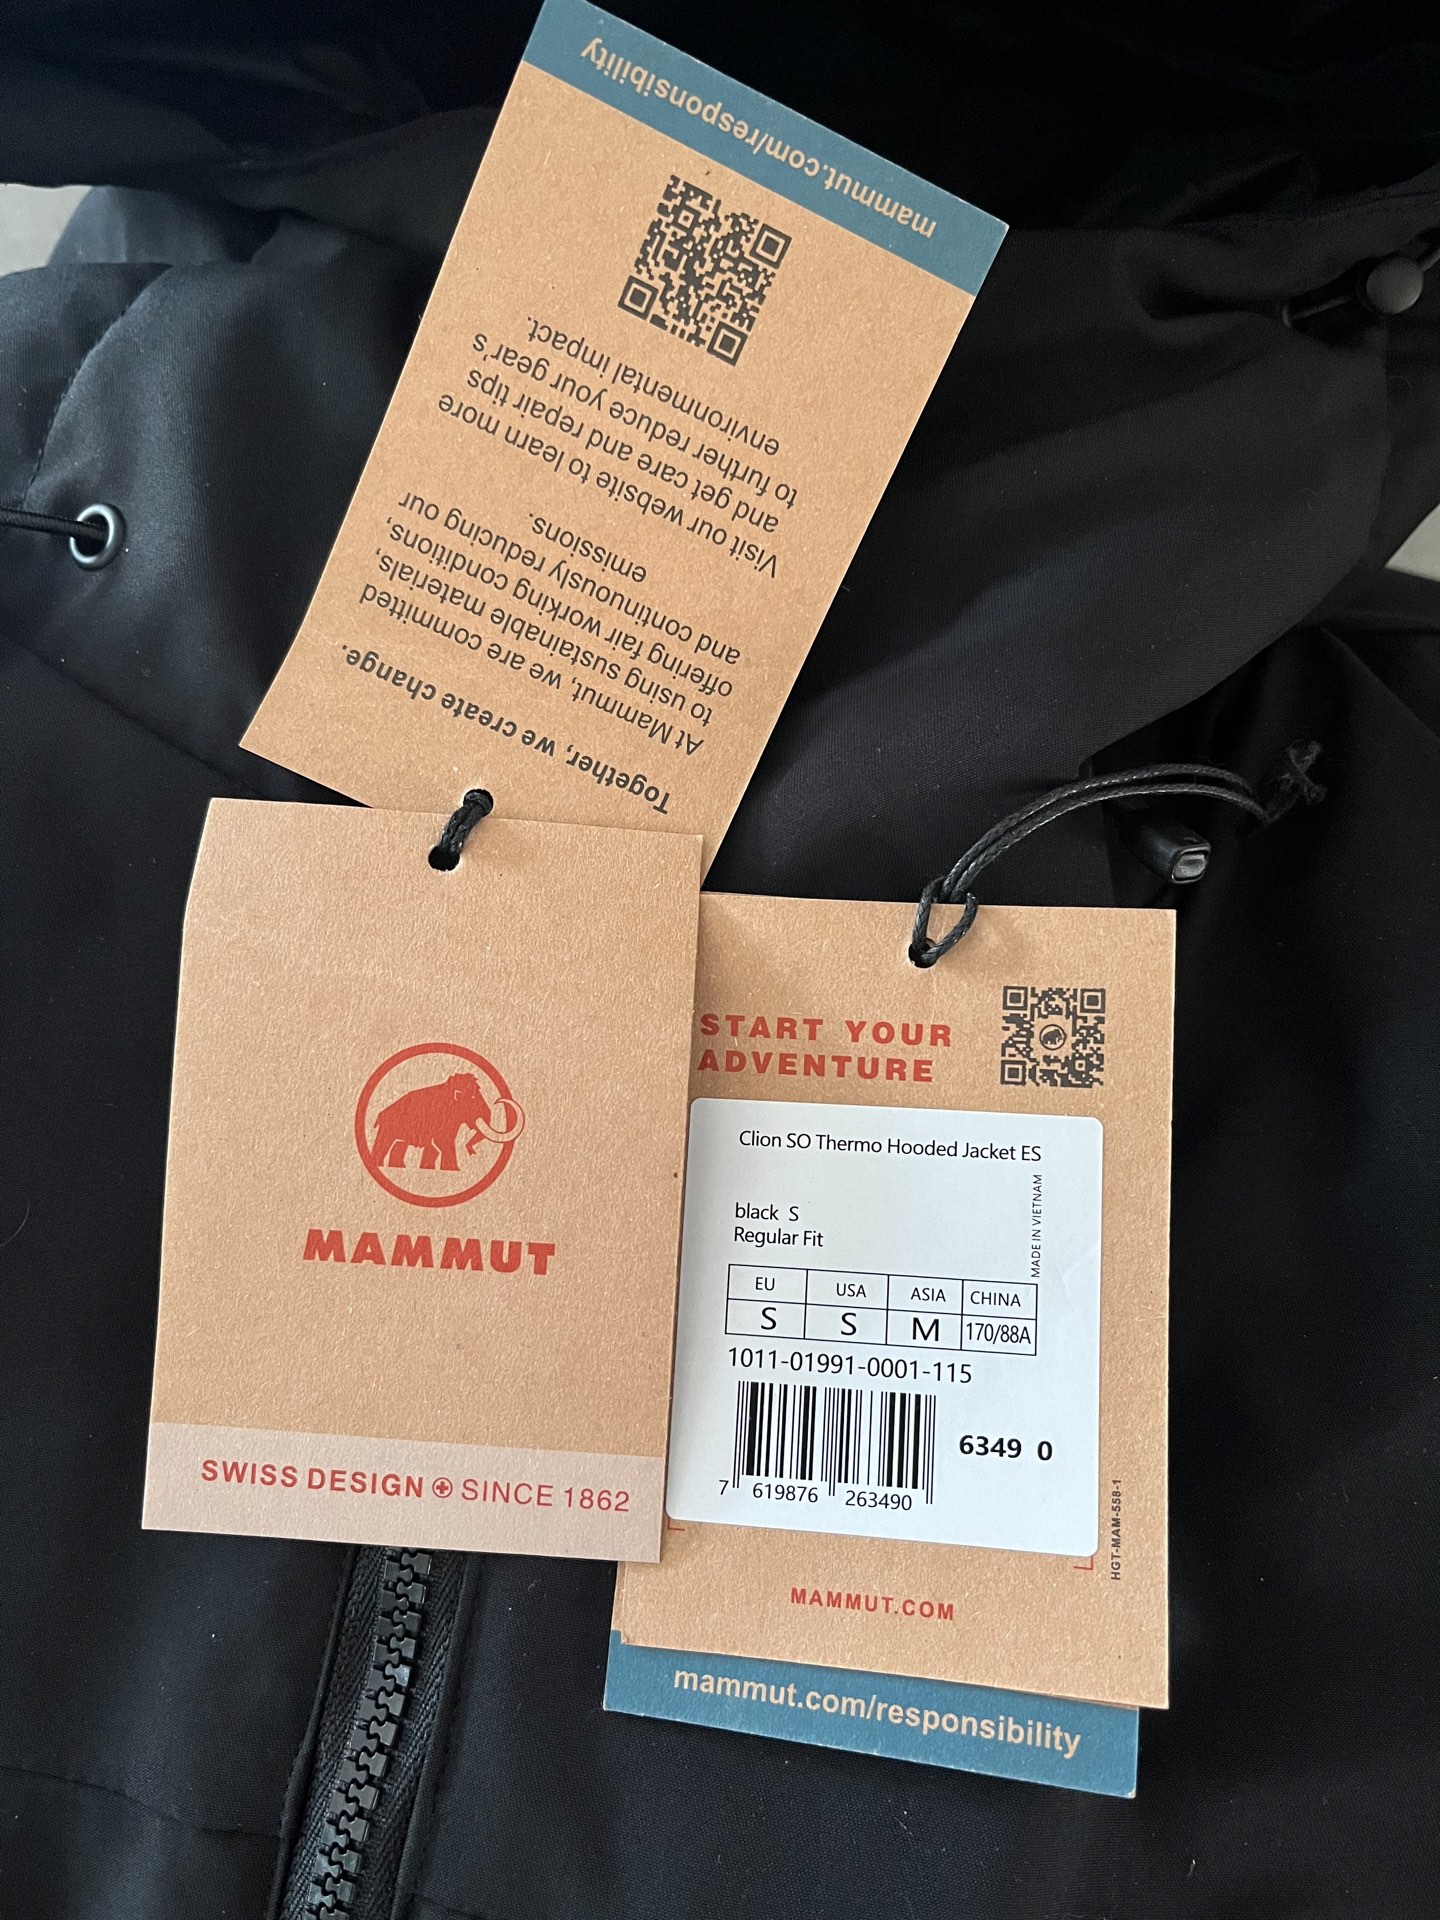 mammut.com/responsibility
Together, we create change.
At Mammut, we are committed
to using sustainable materials,
offering fair working conditions,
and continuously reducing our
emissions.
Visit our website to learn more
and get care and repair tips
to further reduce your gear's
environmental impact.
MAMMUT
SWISS DESIGN SINCE 1862
START YOUR
ADVENTURE
Clion SO Thermo Hooded Jacket ES
black S
Regular Fit
MADE IN VIETNAM
EU USA ASIA CHINA
S S M 170/88A
1011-01991-0001-115
6349 0
7 619876 263490
HGT-MAM-558-1
MAMMUT.COM
mammut.com/responsibility